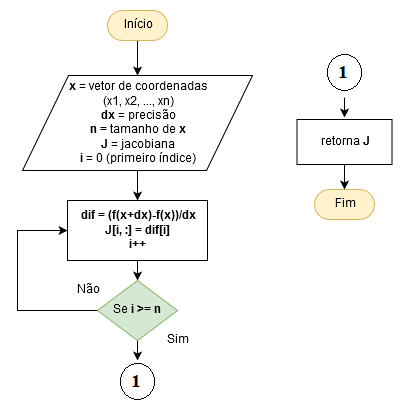 Início
x = vetor de coordenadas
(x1, x2, ..., xn)
dx = precisão
n = tamanho de x
J = jacobiana
i = 0 (primeiro índice)
dif = (f(x+dx)-f(x))/dx
J[i, :] = dif[i]
i++
Não
Se i >= n
Sim
1
1
retorna J
Fim